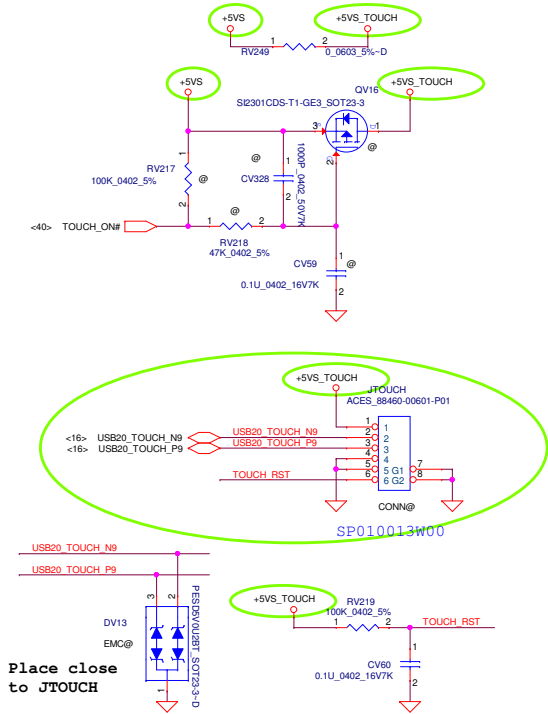 +5VS +5VS_TOUCH
1 2
RV249 0_0603_5%~D
+5VS +5VS_TOUCH
QV16
SI2301CDS-T1-GE3_SOT23-3
3 S D 1
G 2
@
1 RV217 2
100K_0402_5%
@
@ 1
CV328
2
1000P_0402_50V7K
<40> TOUCH_ON#
@
1 2
RV218
47K_0402_5%
1 @
CV59
0.1U_0402_16V7K
2
+5VS_TOUCH
JTOUCH
ACES_88460-00601-P01
<16> USB20_TOUCH_N9 USB20_TOUCH_N9
<16> USB20_TOUCH_P9 USB20_TOUCH_P9
TOUCH_RST
1 1
2 2
3 3
4 4
5 5 G1 7
6 6 G2 8
CONN@
SP010013W00
USB20_TOUCH_N9
USB20_TOUCH_P9
3 2
DV13
EMC@
1
PESD5V0U2BT_SOT23-3~D
Place close
to JTOUCH
+5VS_TOUCH
RV219
100K_0402_5%
1 2 TOUCH_RST
1
CV60
0.1U_0402_16V7K
2